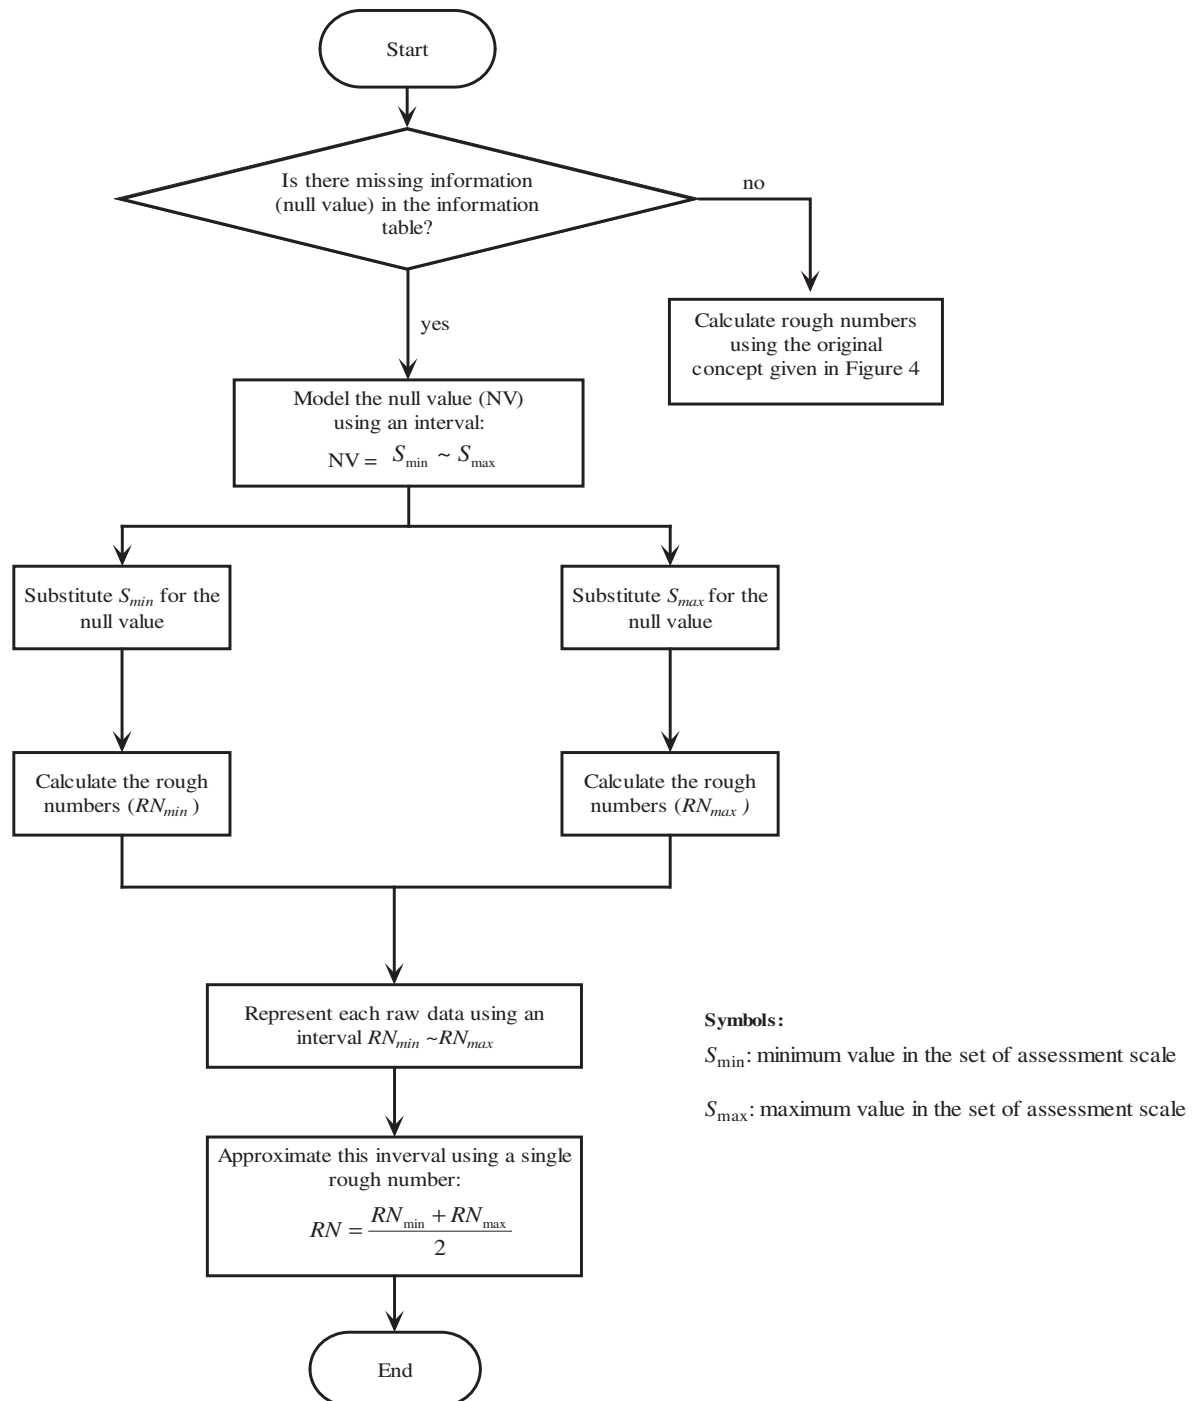 Start
Is there missing information
(null value) in the information
table?
no
yes
Calculate rough numbers
using the original
concept given in Figure 4
Model the null value (NV)
using an interval:
NV = S_min ~ S_max
Substitute S_min for the
null value
Substitute S_max for the
null value
Calculate the rough
numbers (RN_min )
Calculate the rough
numbers (RN_max )
Represent each raw data using an
interval RN_min ~RN_max
Symbols:
S_min: minimum value in the set of assessment scale
S_max: maximum value in the set of assessment scale
Approximate this inverval using a single
rough number:
RN = (RN_min + RN_max) / 2
End